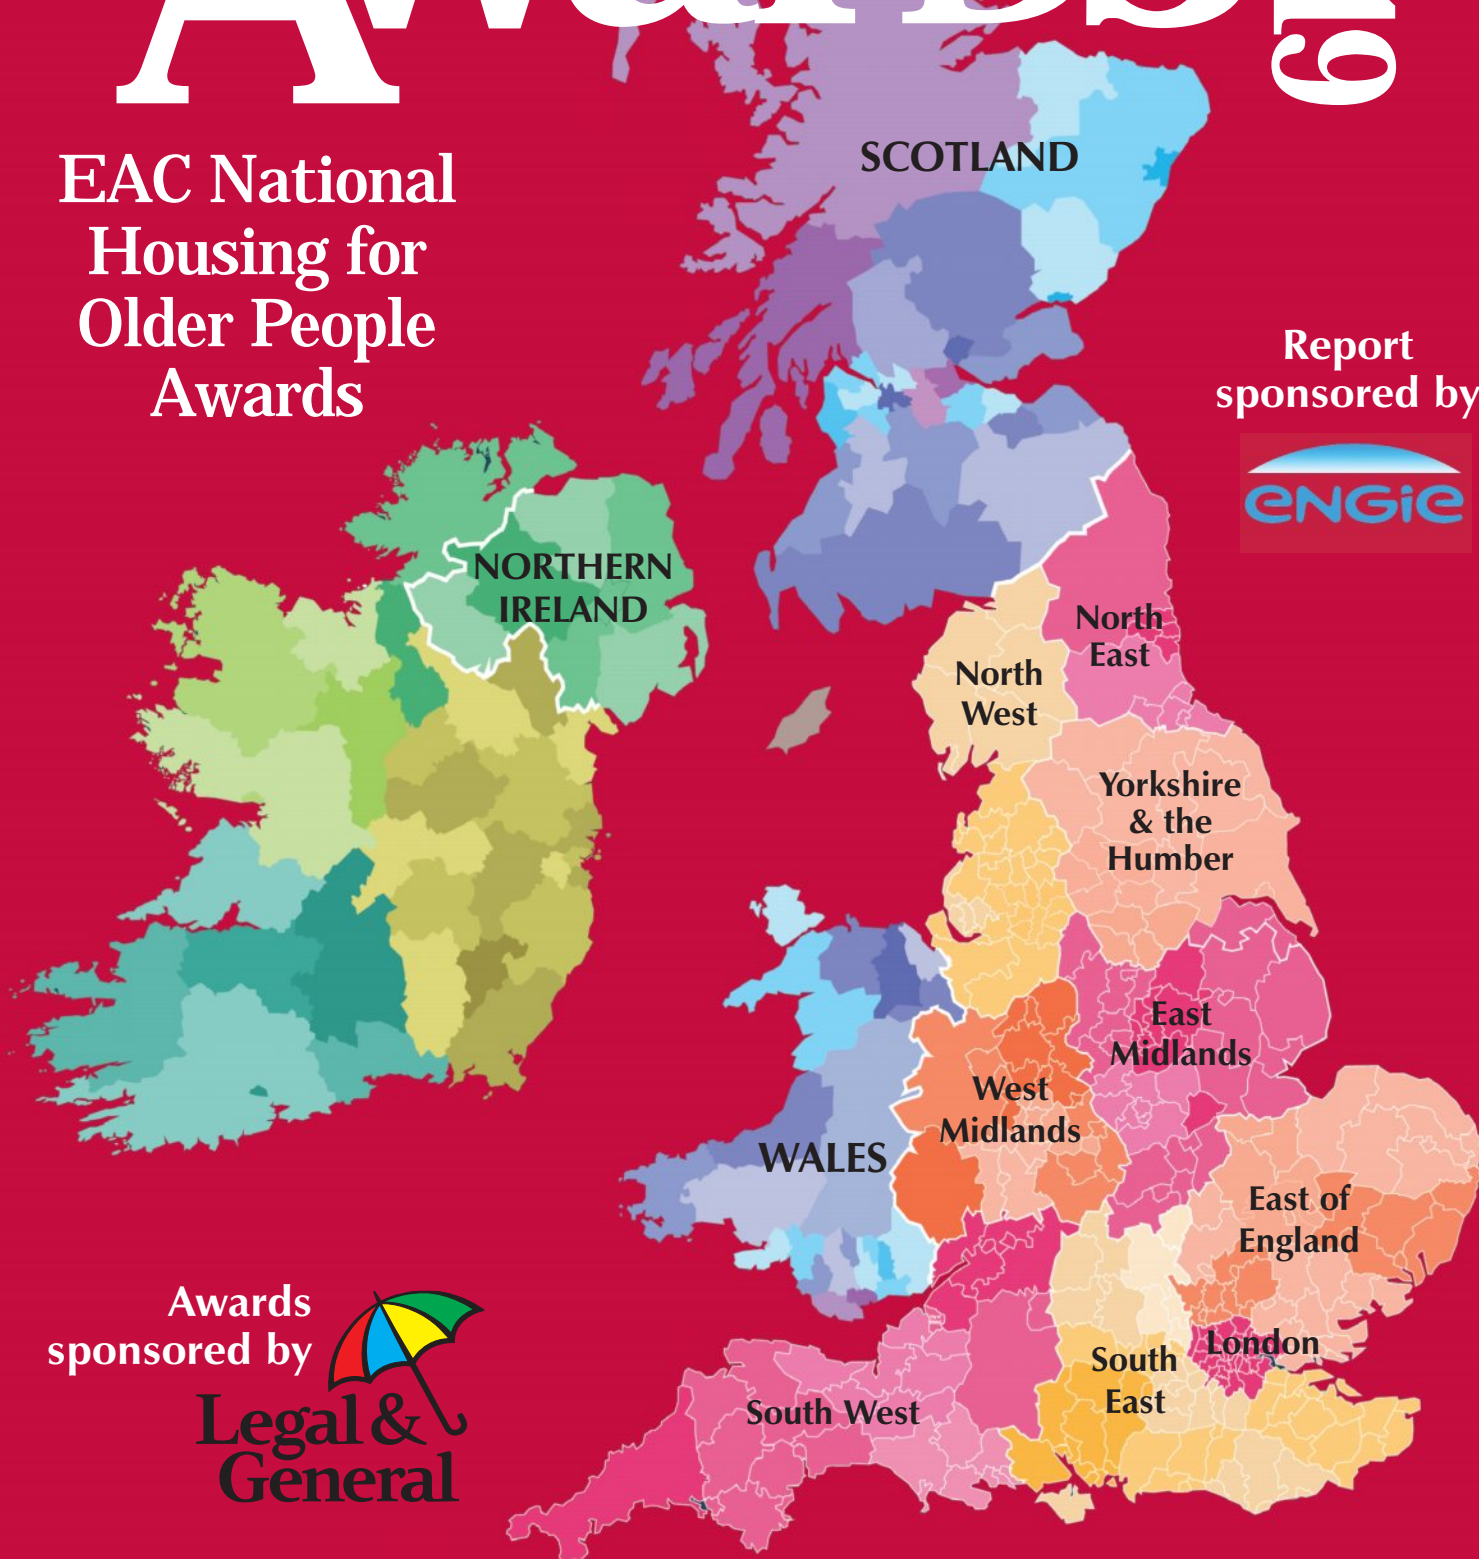 Awards
EAC National
Housing for
Older People
Awards
SCOTLAND
Report
sponsored by
ENGIE
NORTHERN
IRELAND
North
East
North
West
Yorkshire
& the
Humber
East
Midlands
West
Midlands
WALES
East of
England
London
South
East
South West
Awards
sponsored by
Legal &
General